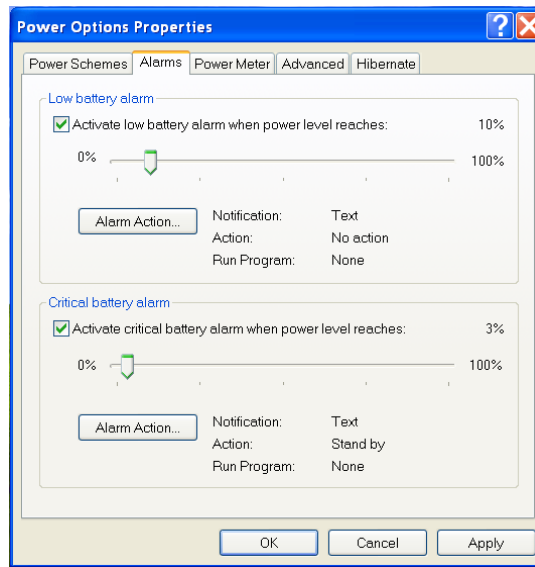 Power Options Properties
Power Schemes Alarms Power Meter Advanced Hibernate
Low battery alarm
Activate low battery alarm when power level reaches: 10%
0% 100%
Alarm Action... Notification: Text
Action: No action
Run Program: None
Critical battery alarm
Activate critical battery alarm when power level reaches: 3%
0% 100%
Alarm Action... Notification: Text
Action: Stand by
Run Program: None
OK Cancel Apply